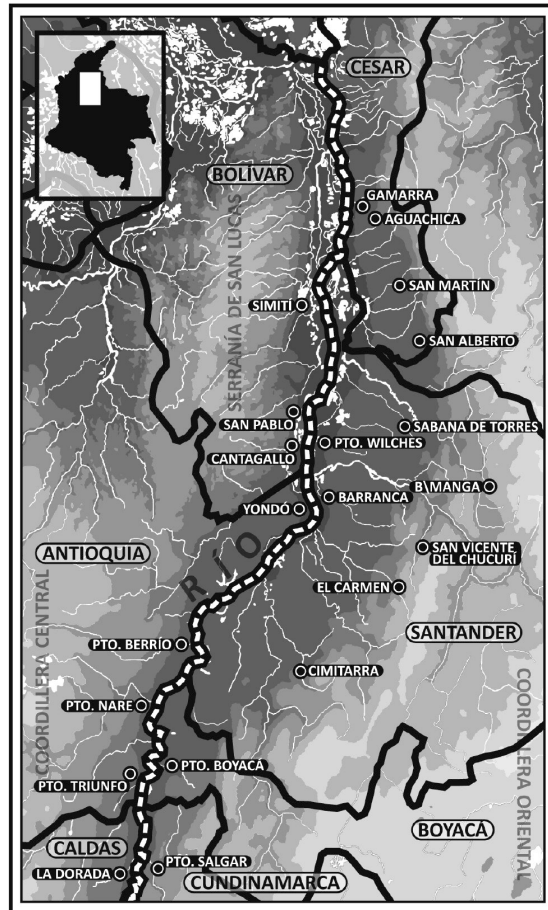 CESAR
BOLÍVAR
GAMARRA
AGUACHICA
SERRANÍA DE SAN LUCAS
SAN MARTÍN
SIMITÍ
SAN ALBERTO
SAN PABLO
SABANA DE TORRES
PTO. WILCHES
CANTAGALLO
B/MANGA
BARRANCA
YONDÓ
ANTIOQUIA
SAN VICENTE
DEL CHUCURÍ
RÍO
EL CARMEN
SANTANDER
COORDILLERA CENTRAL
PTO. BERRÍO
CIMITARRA
COORDILLERA ORIENTAL
PTO. NARE
PTO. BOYACÁ
PTO. TRIUNFO
BOYACÁ
CALDAS
PTO. SALGAR
LA DORADA
CUNDINAMARCA